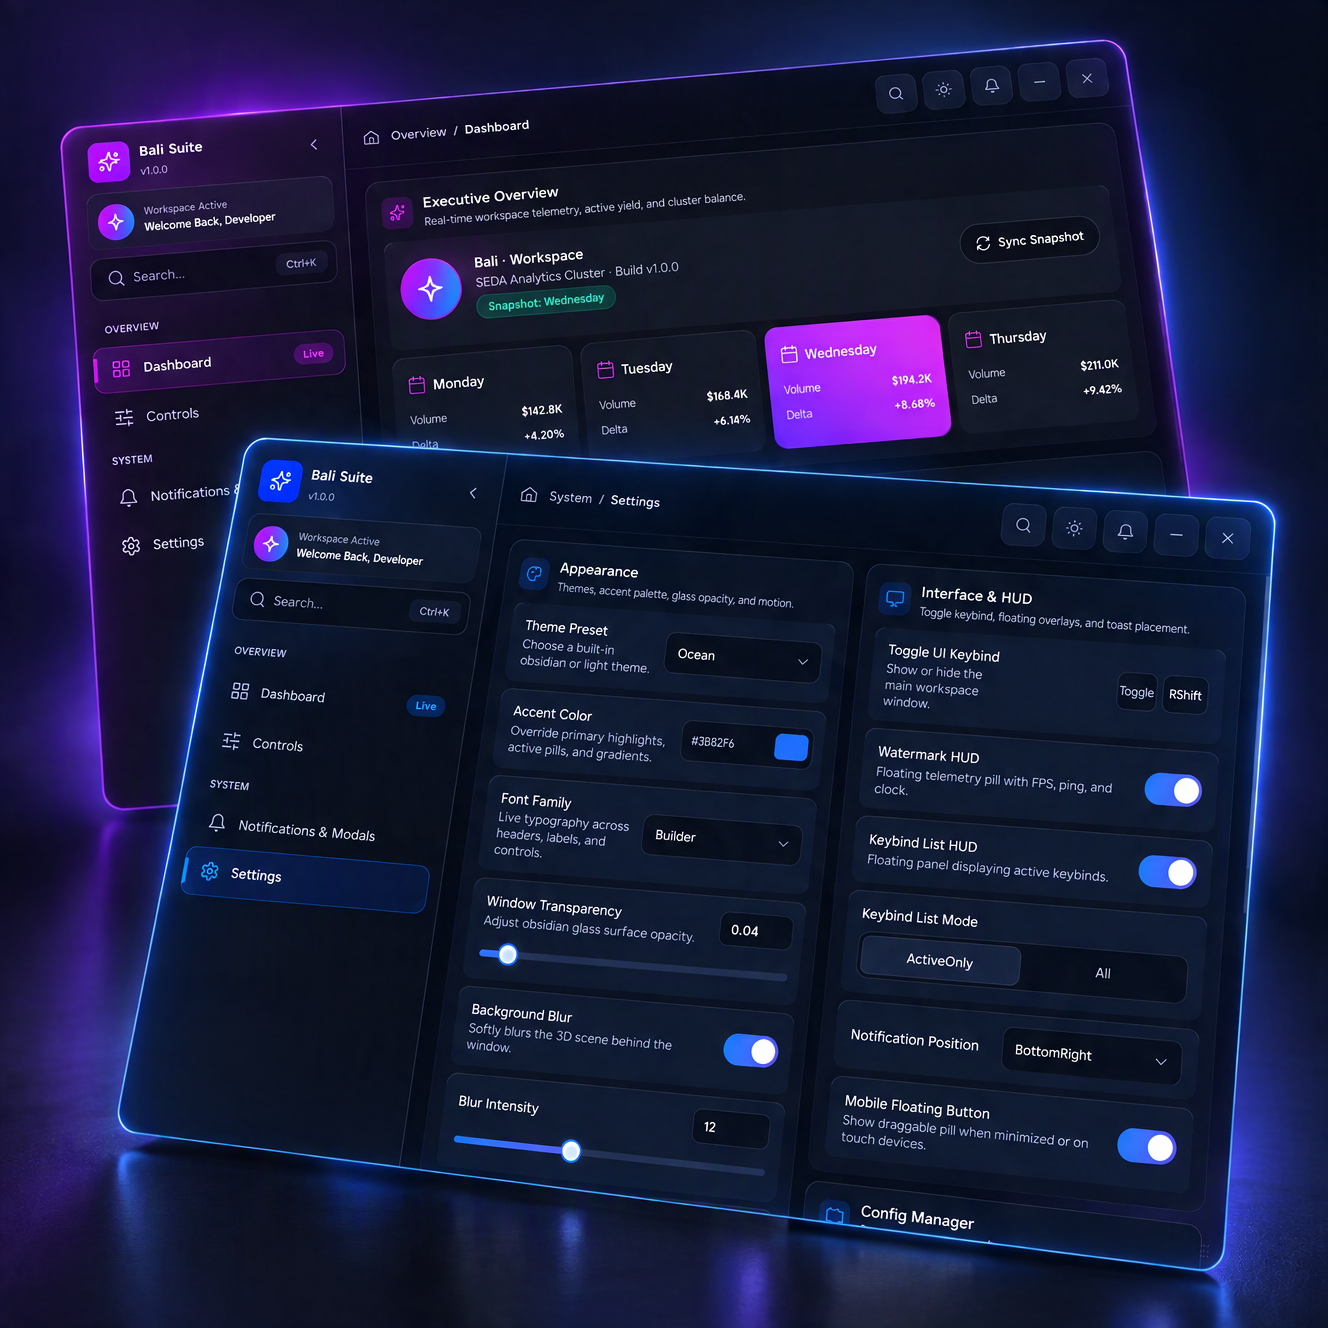 Bali Suite
v1.0.0
Workspace Active
Welcome Back, Developer
Search...
Ctrl+K
OVERVIEW
Dashboard
Live
Controls
SYSTEM
Notifications &
Settings
Overview / Dashboard
Executive Overview
Real-time workspace telemetry, active yield, and cluster balance.
Bali · Workspace
SEDA Analytics Cluster · Build v1.0.0
Snapshot: Wednesday
Sync Snapshot
Monday
Volume
$142.8K
Delta
+4.20%
Tuesday
Volume
$168.4K
Delta
+6.14%
Wednesday
Volume
$194.2K
Delta
+8.68%
Thursday
Volume
$211.0K
Delta
+9.42%
Bali Suite
v1.0.0
Workspace Active
Welcome Back, Developer
Search...
Ctrl+K
OVERVIEW
Dashboard
Live
Controls
SYSTEM
Notifications & Modals
Settings
System / Settings
Appearance
Themes, accent palette, glass opacity, and motion.
Theme Preset
Choose a built-in
obsidian or light theme.
Ocean
Accent Color
Override primary highlights,
active pills, and gradients.
#3B82F6
Font Family
Live typography across
headers, labels, and
controls.
Builder
Window Transparency
Adjust obsidian glass surface opacity.
0.04
Background Blur
Softly blurs the 3D scene behind the
window.
Blur Intensity
12
Interface & HUD
Toggle keybind, floating overlays, and toast placement.
Toggle UI Keybind
Show or hide the
main workspace
window.
Toggle
RShift
Watermark HUD
Floating telemetry pill with FPS, ping, and
clock.
Keybind List HUD
Floating panel displaying active keybinds.
Keybind List Mode
ActiveOnly
All
Notification Position
BottomRight
Mobile Floating Button
Show draggable pill when minimized or on
touch devices.
Config Manager